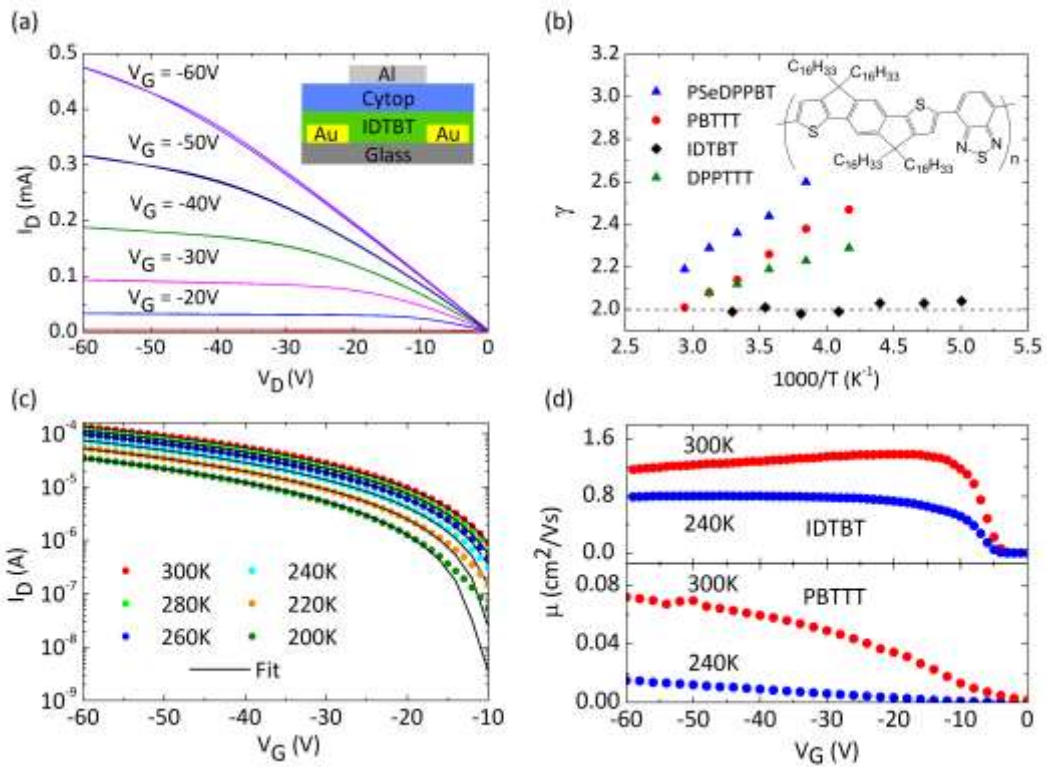 (a)
0.5
0.4
0.3
0.2
0.1
0.0
I_D (mA)
V_G = -60V
V_G = -50V
V_G = -40V
V_G = -30V
V_G = -20V
Al
Cytop
IDTBT
Au
Au
Glass
-60 -50 -40 -30 -20 -10 0
V_D (V)
(b)
3.2
3.0
2.8
2.6
2.4
2.2
2.0
γ
PSeDPPBT
PBTTT
IDTBT
DPPTTT
C₁₆H₃₃ C₁₆H₃₃
S
S
N N
S
C₁₆H₃₃ C₁₆H₃₃
n
2.5 3.0 3.5 4.0 4.5 5.0 5.5
1000/T (K⁻¹)
(c)
10⁻⁴
10⁻⁵
10⁻⁶
10⁻⁷
10⁻⁸
10⁻⁹
I_D (A)
300K 240K
280K 220K
260K 200K
Fit
-60 -50 -40 -30 -20 -10
V_G (V)
(d)
1.6
0.8
0.0
0.08
0.04
0.00
μ (cm²/Vs)
300K
240K IDTBT
300K PBTTT
240K
-60 -50 -40 -30 -20 -10 0
V_G (V)